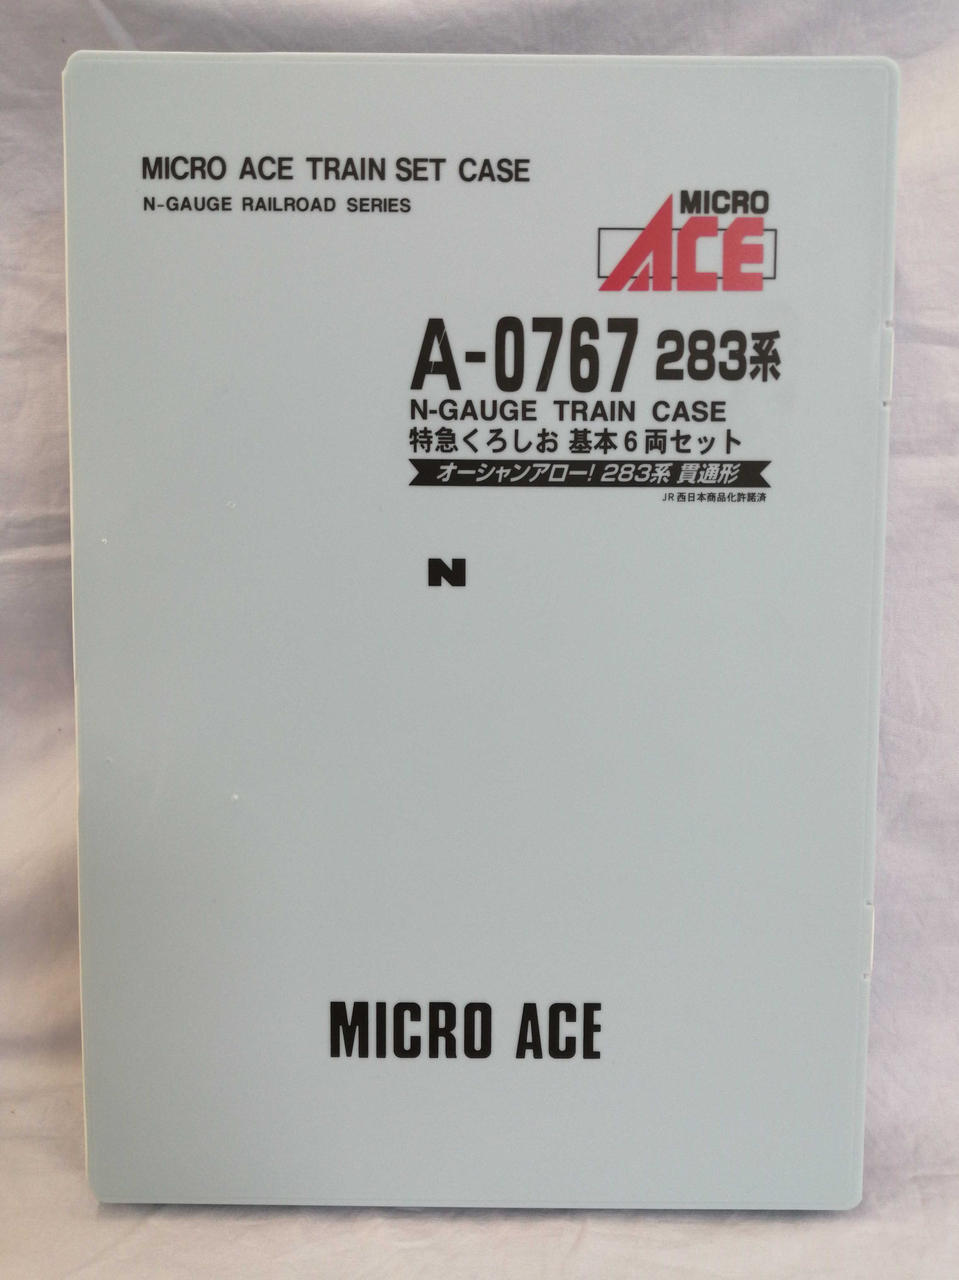 MICRO ACE TRAIN SET CASE
N-GAUGE RAILROAD SERIES
MICRO
ACE
A-0767 283系
N-GAUGE TRAIN CASE
特急くろしお 基本6両セット
オーシャンアロー! 283系 貫通形
JR西日本商品化許諾済
N
MICRO ACE